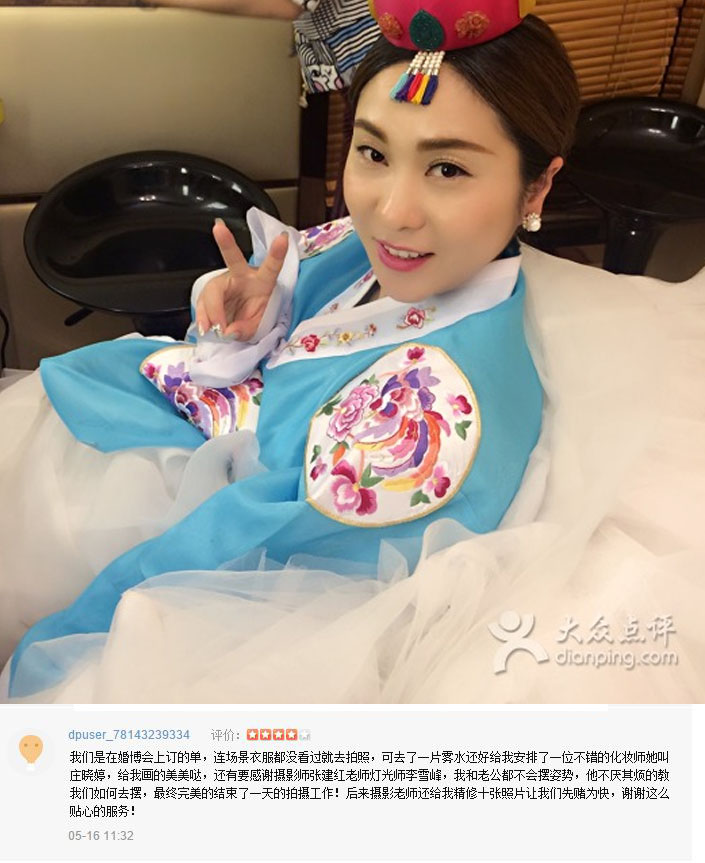 大众点评
dianping.com
dpuser_78143239334 评价:
我们是在婚博会上订的单，连场景衣服都没看过就去拍照，可去了一片雾水还好给我安排了一位不错的化妆师她叫
庄晓婷，给我画的美美哒，还有要感谢摄影师张建红老师灯光师李雪峰，我和老公都不会摆姿势，他不厌其烦的教
我们如何去摆，最终完美的结束了一天的拍摄工作！后来摄影老师还给我精修十张照片让我们先赌为快，谢谢这么
贴心的服务！
05-16 11:32